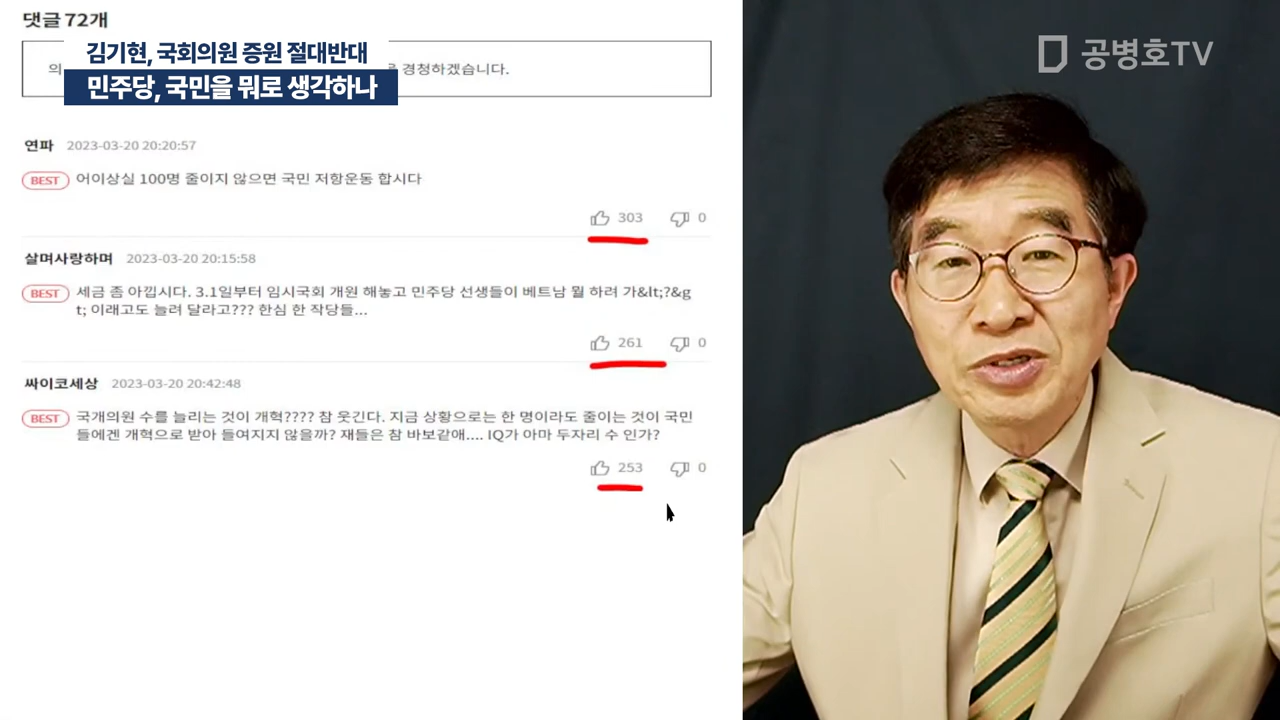 댓글 72개
김기현, 국회의원 증원 절대반대
의
경청하겠습니다.
민주당, 국민을 뭐로 생각하나
공병호TV
연파 2023-03-20 20:20:57
BEST 어이상실 100명 줄이지 않으면 국민 저항운동 합시다
303 0
살며사랑하며 2023-03-20 20:15:58
BEST 세금 좀 아낍시다. 3.1일부터 임시국회 개원 해놓고 민주당 선생들이 베트남 뭘 하려 가&lt;?&g
t; 이래고도 늘려 달라고??? 한심 한 작당들...
261 0
싸이코세상 2023-03-20 20:42:48
BEST 국개의원 수를 늘리는 것이 개혁???? 참 웃긴다. 지금 상황으로는 한 명이라도 줄이는 것이 국민
들에겐 개혁으로 받아 들여지지 않을까? 재들은 참 바보같애.... IQ가 아마 두자리 수 인가?
253 0